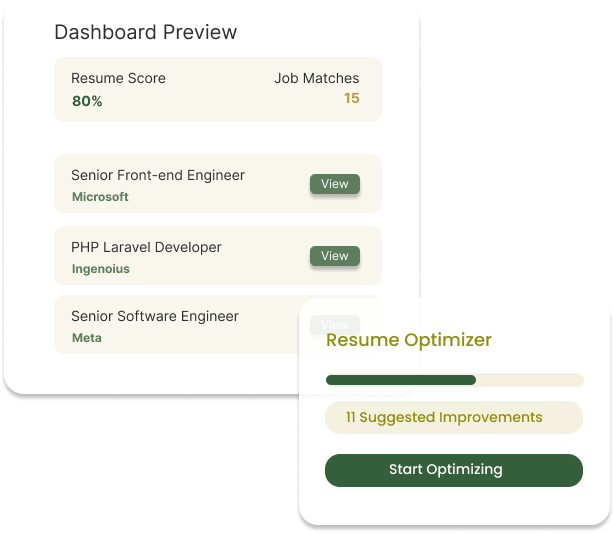 Dashboard Preview
Resume Score
Job Matches
80%
15
Senior Front-end Engineer
Microsoft
View
PHP Laravel Developer
Ingenoius
View
Senior Software Engineer
Meta
View
Resume Optimizer
11 Suggested Improvements
Start Optimizing